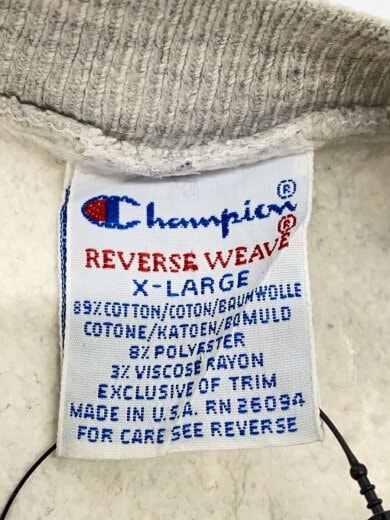 Champion®
REVERSE WEAVE®
X-LARGE
89% COTTON/COTON/BAUMWOLLE
COTONE/KATOEN/BOMULD
8% POLYESTER
3% VISCOSE RAYON
EXCLUSIVE OF TRIM
MADE IN U.S.A. RN 26094
FOR CARE SEE REVERSE